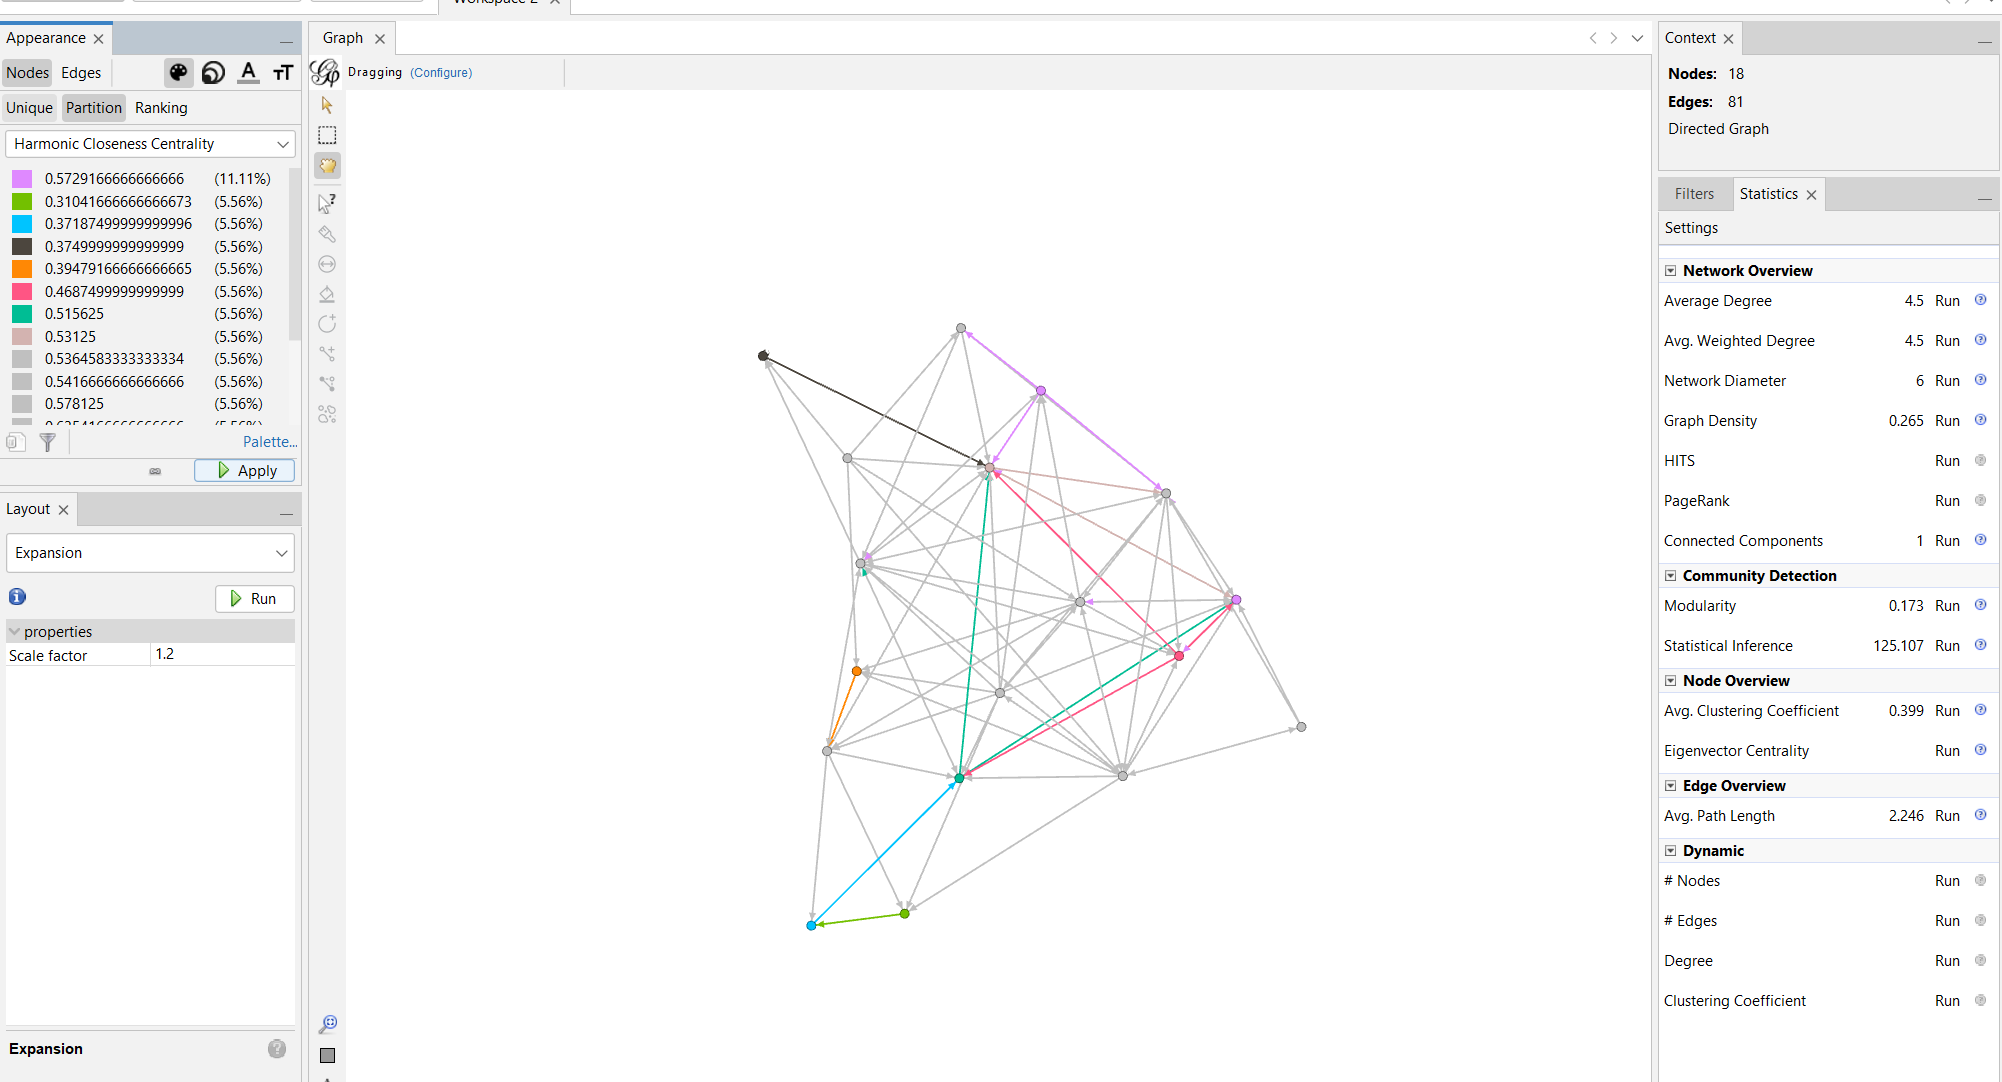 Workspace 2
Appearance
Nodes Edges
Unique Partition Ranking
Harmonic Closeness Centrality
0.5729166666666666 (11.11%)
0.31041666666666673 (5.56%)
0.37187499999999996 (5.56%)
0.3749999999999999 (5.56%)
0.39479166666666665 (5.56%)
0.4687499999999999 (5.56%)
0.515625 (5.56%)
0.53125 (5.56%)
0.5364583333333334 (5.56%)
0.5416666666666666 (5.56%)
0.578125 (5.56%)
Palette...
Apply
Layout
Expansion
Run
properties
Scale factor 1.2
Expansion
Graph
Dragging (Configure)
Context
Nodes: 18
Edges: 81
Directed Graph
Filters Statistics
Settings
Network Overview
Average Degree 4.5 Run
Avg. Weighted Degree 4.5 Run
Network Diameter 6 Run
Graph Density 0.265 Run
HITS Run
PageRank Run
Connected Components 1 Run
Community Detection
Modularity 0.173 Run
Statistical Inference 125.107 Run
Node Overview
Avg. Clustering Coefficient 0.399 Run
Eigenvector Centrality Run
Edge Overview
Avg. Path Length 2.246 Run
Dynamic
# Nodes Run
# Edges Run
Degree Run
Clustering Coefficient Run